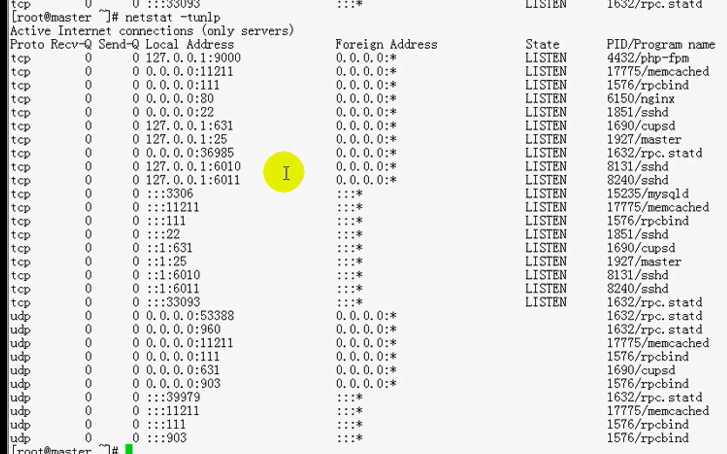 tcp 0 0 :::33093 :::* LISTEN 1632/rpc.statd
[root@master ~]# netstat -tunlp
Active Internet connections (only servers)
Proto Recv-Q Send-Q Local Address Foreign Address State PID/Program name
tcp 0 0 127.0.0.1:9000 0.0.0.0:* LISTEN 4432/php-fpm
tcp 0 0 0.0.0.0:11211 0.0.0.0:* LISTEN 17775/memcached
tcp 0 0 0.0.0.0:111 0.0.0.0:* LISTEN 1576/rpcbind
tcp 0 0 0.0.0.0:80 0.0.0.0:* LISTEN 6150/nginx
tcp 0 0 0.0.0.0:22 0.0.0.0:* LISTEN 1851/sshd
tcp 0 0 127.0.0.1:631 0.0.0.0:* LISTEN 1690/cupsd
tcp 0 0 127.0.0.1:25 0.0.0.0:* LISTEN 1927/master
tcp 0 0 0.0.0.0:36985 0.0.0.0:* LISTEN 1632/rpc.statd
tcp 0 0 127.0.0.1:6010 0.0.0.0:* LISTEN 8131/sshd
tcp 0 0 127.0.0.1:6011 0.0.0.0:* LISTEN 8240/sshd
tcp 0 0 :::3306 :::* LISTEN 15235/mysqld
tcp 0 0 :::11211 :::* LISTEN 17775/memcached
tcp 0 0 :::111 :::* LISTEN 1576/rpcbind
tcp 0 0 :::22 :::* LISTEN 1851/sshd
tcp 0 0 ::1:631 :::* LISTEN 1690/cupsd
tcp 0 0 ::1:25 :::* LISTEN 1927/master
tcp 0 0 ::1:6010 :::* LISTEN 8131/sshd
tcp 0 0 ::1:6011 :::* LISTEN 8240/sshd
tcp 0 0 :::33093 :::* LISTEN 1632/rpc.statd
udp 0 0 0.0.0.0:53388 0.0.0.0:* 1632/rpc.statd
udp 0 0 0.0.0.0:960 0.0.0.0:* 1632/rpc.statd
udp 0 0 0.0.0.0:11211 0.0.0.0:* 17775/memcached
udp 0 0 0.0.0.0:111 0.0.0.0:* 1576/rpcbind
udp 0 0 0.0.0.0:631 0.0.0.0:* 1690/cupsd
udp 0 0 0.0.0.0:903 0.0.0.0:* 1576/rpcbind
udp 0 0 :::39979 :::* 1632/rpc.statd
udp 0 0 :::11211 :::* 17775/memcached
udp 0 0 :::111 :::* 1576/rpcbind
udp 0 0 :::903 :::* 1576/rpcbind
[root@master ~]#